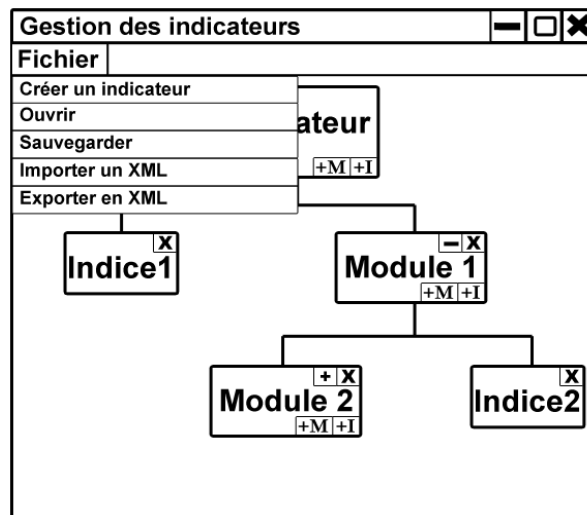 Gestion des indicateurs
Fichier
Créer un indicateur
Ouvrir
Sauvegarder
Importer un XML
Exporter en XML
ateur
+M +I
X
Indice1
− X
Module 1
+M +I
+ X
Module 2
+M +I
X
Indice2